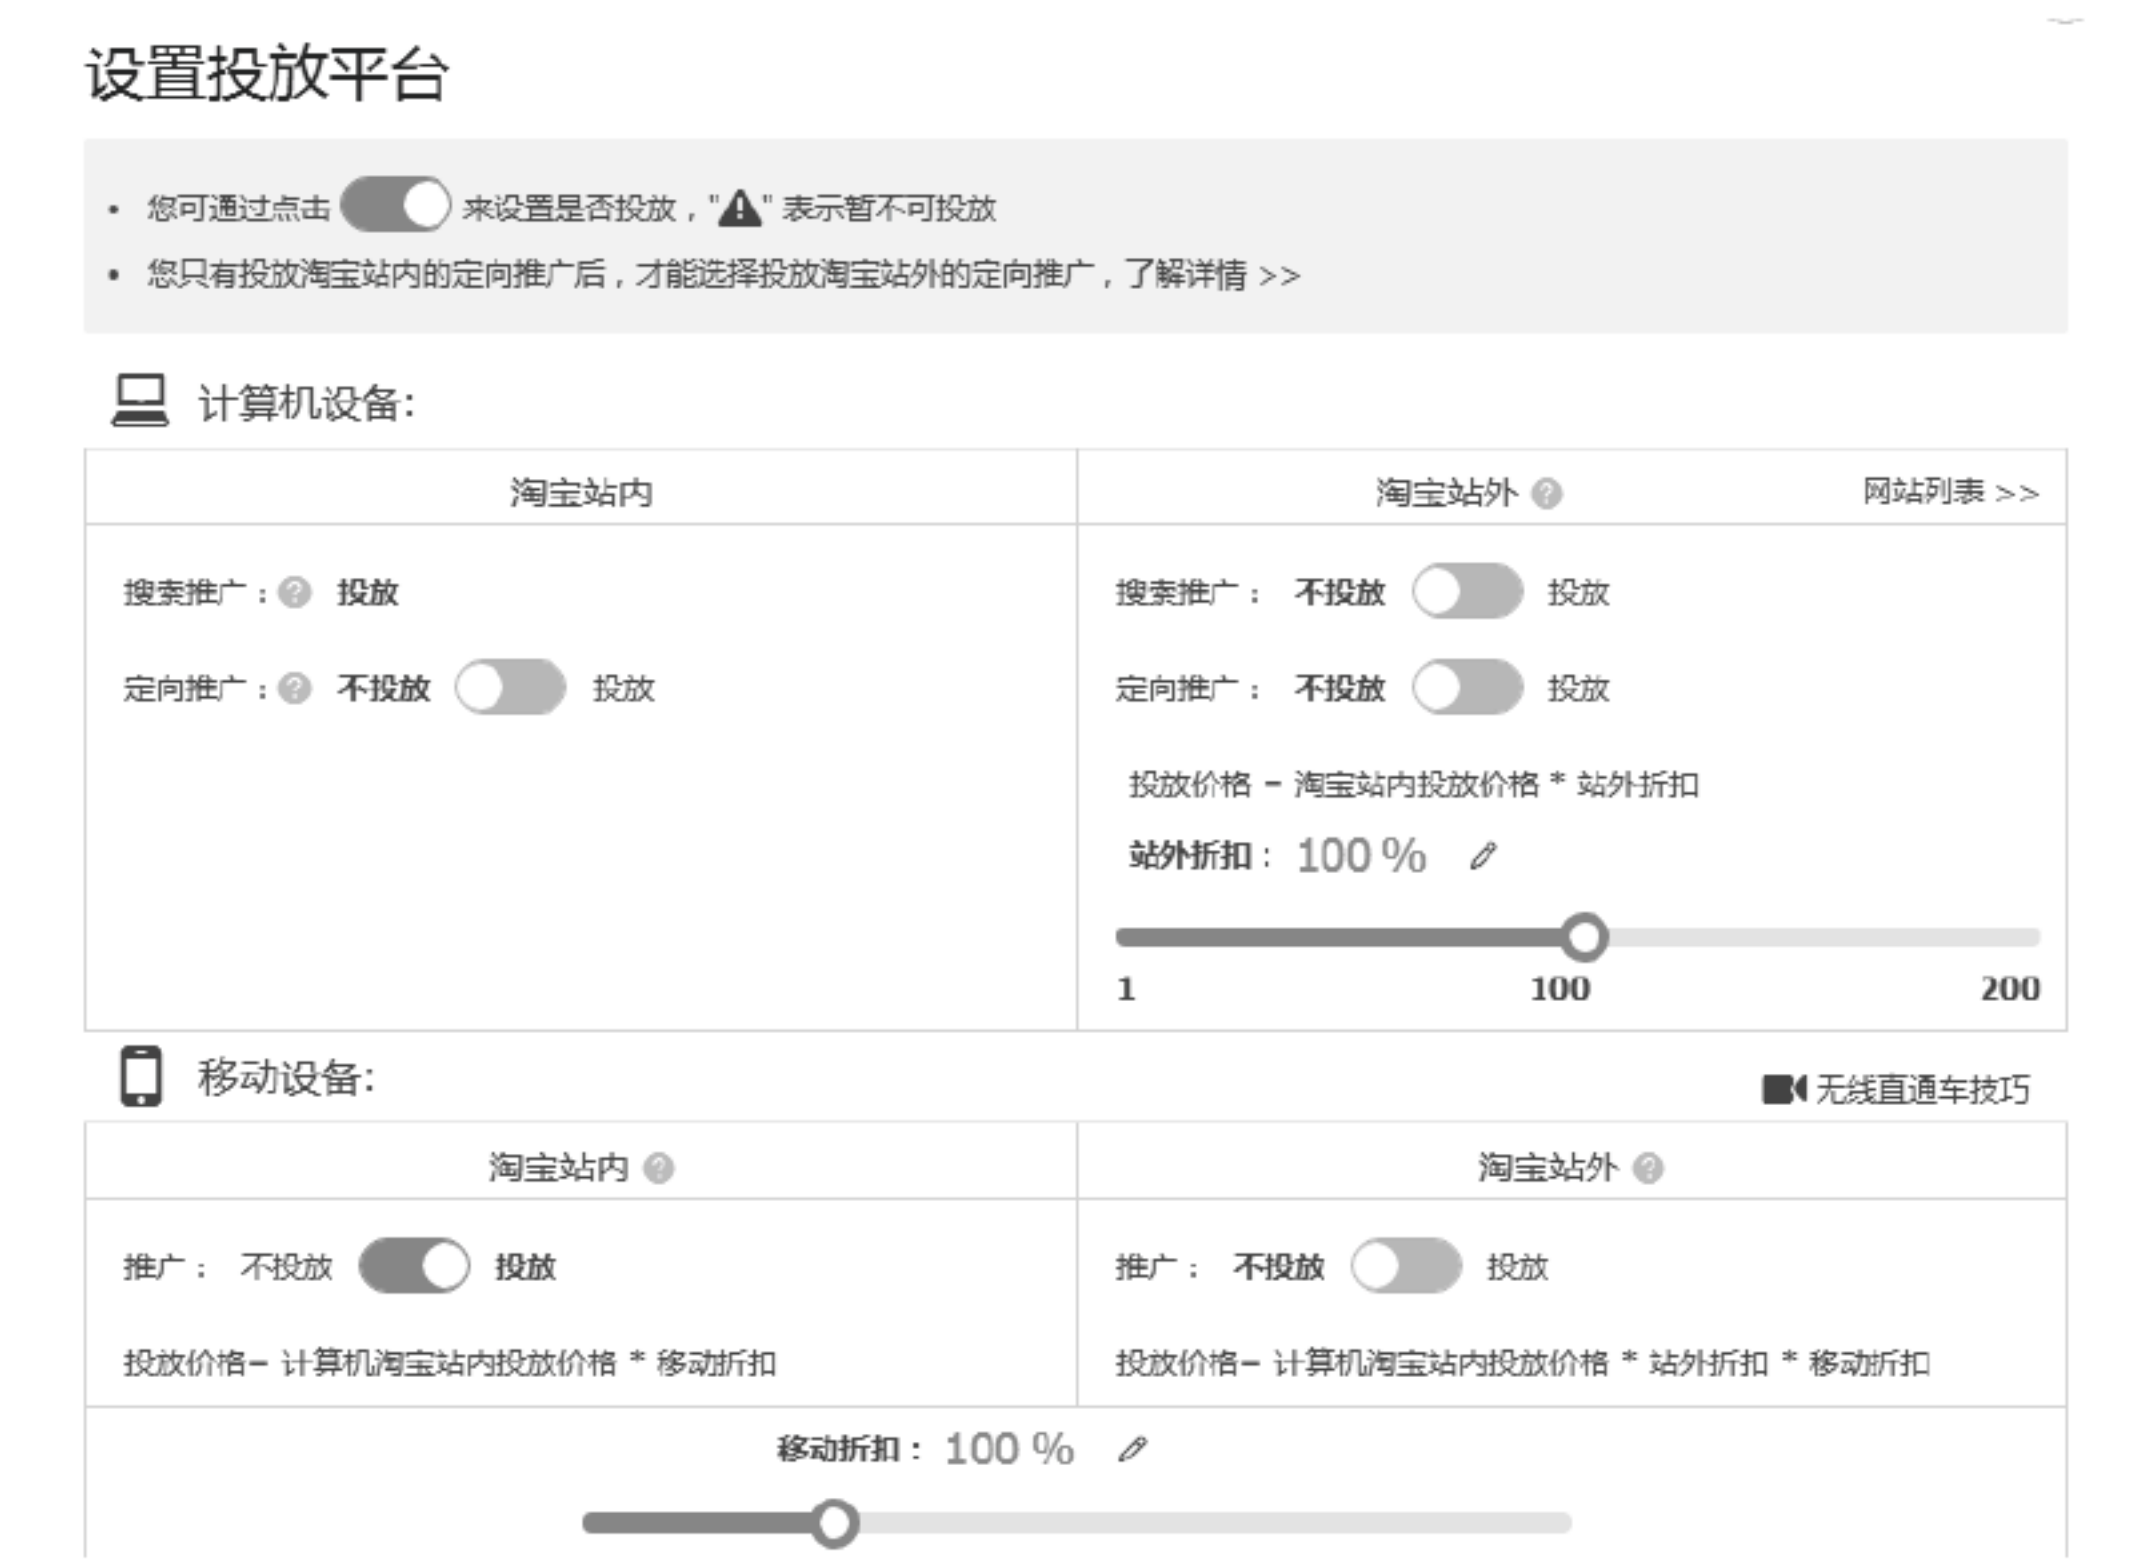 设置投放平台
• 您可通过点击 来设置是否投放，"⚠" 表示暂不可投放
• 您只有投放淘宝站内的定向推广后，才能选择投放淘宝站外的定向推广，了解详情 >>
计算机设备:
淘宝站内
淘宝站外 ? 网站列表 >>
搜索推广：? 投放
搜索推广： 不投放 投放
定向推广：? 不投放 投放
定向推广： 不投放 投放
投放价格 = 淘宝站内投放价格 * 站外折扣
站外折扣： 100 %
1 100 200
移动设备:
无线直通车技巧
淘宝站内 ?
淘宝站外 ?
推广： 不投放 投放
推广： 不投放 投放
投放价格= 计算机淘宝站内投放价格 * 移动折扣
投放价格= 计算机淘宝站内投放价格 * 站外折扣 * 移动折扣
移动折扣： 100 %